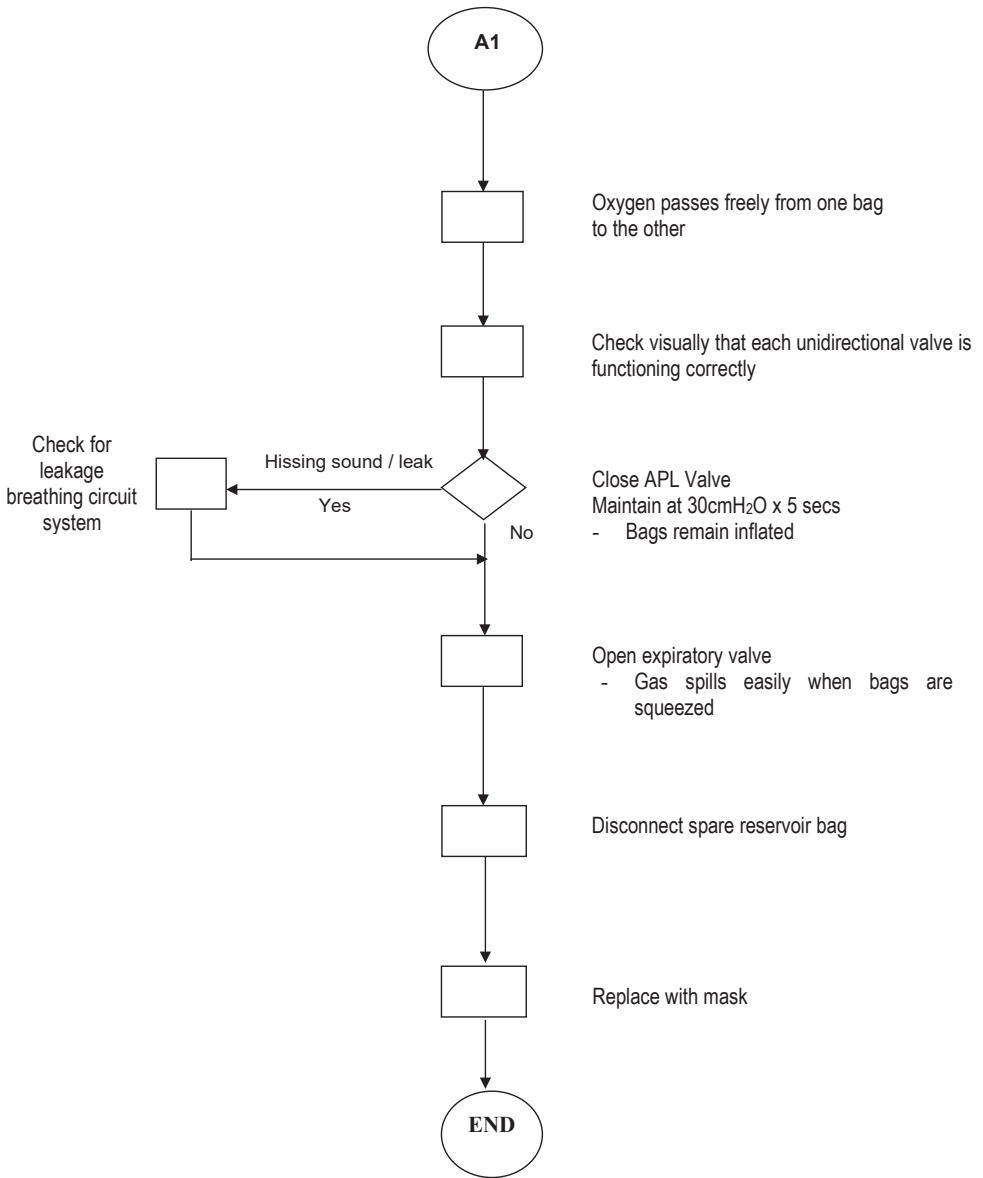 A1
Oxygen passes freely from one bag
to the other
Check visually that each unidirectional valve is
functioning correctly
Check for
leakage
breathing circuit
system
Hissing sound / leak
Yes
No
Close APL Valve
Maintain at 30cmH₂O x 5 secs
- Bags remain inflated
Open expiratory valve
- Gas spills easily when bags are
squeezed
Disconnect spare reservoir bag
Replace with mask
END